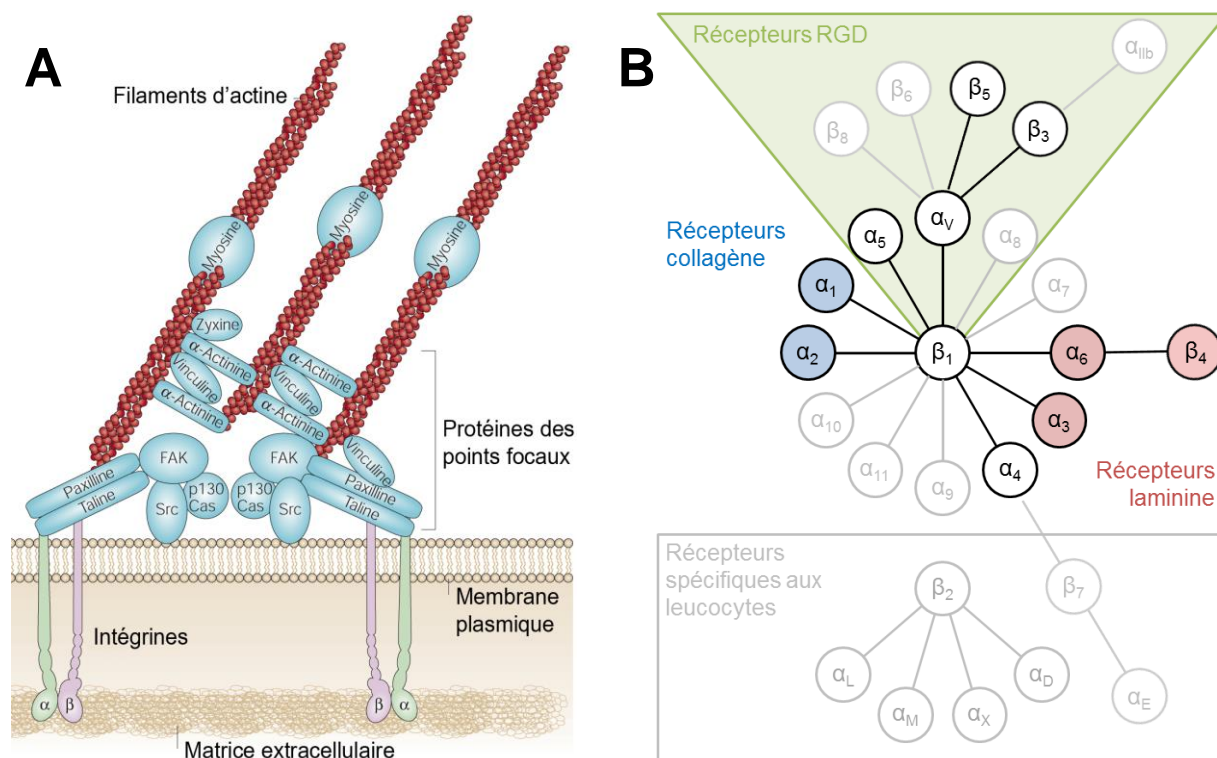 A
Filaments d'actine
Myosine
Myosine
Myosine
Zyxine
α-Actinine
Vinculine
α-Actinine
α-Actinine
Vinculine
α-Actinine
Protéines des
points focaux
Paxilline
Taline
FAK
Src
p130
Cas
FAK
p130
Cas
Src
Vinculine
Paxilline
Taline
Membrane
plasmique
Intégrines
α
β
β
α
Matrice extracellulaire
B
Récepteurs RGD
αIIb
β6
β5
β8
β3
αV
α5
α8
Récepteurs
collagène
α1
α7
α2
β1
α6
β4
α10
α3
α11
α9
α4
Récepteurs
laminine
Récepteurs
spécifiques aux
leucocytes
β2
β7
αL
αM
αX
αD
αE